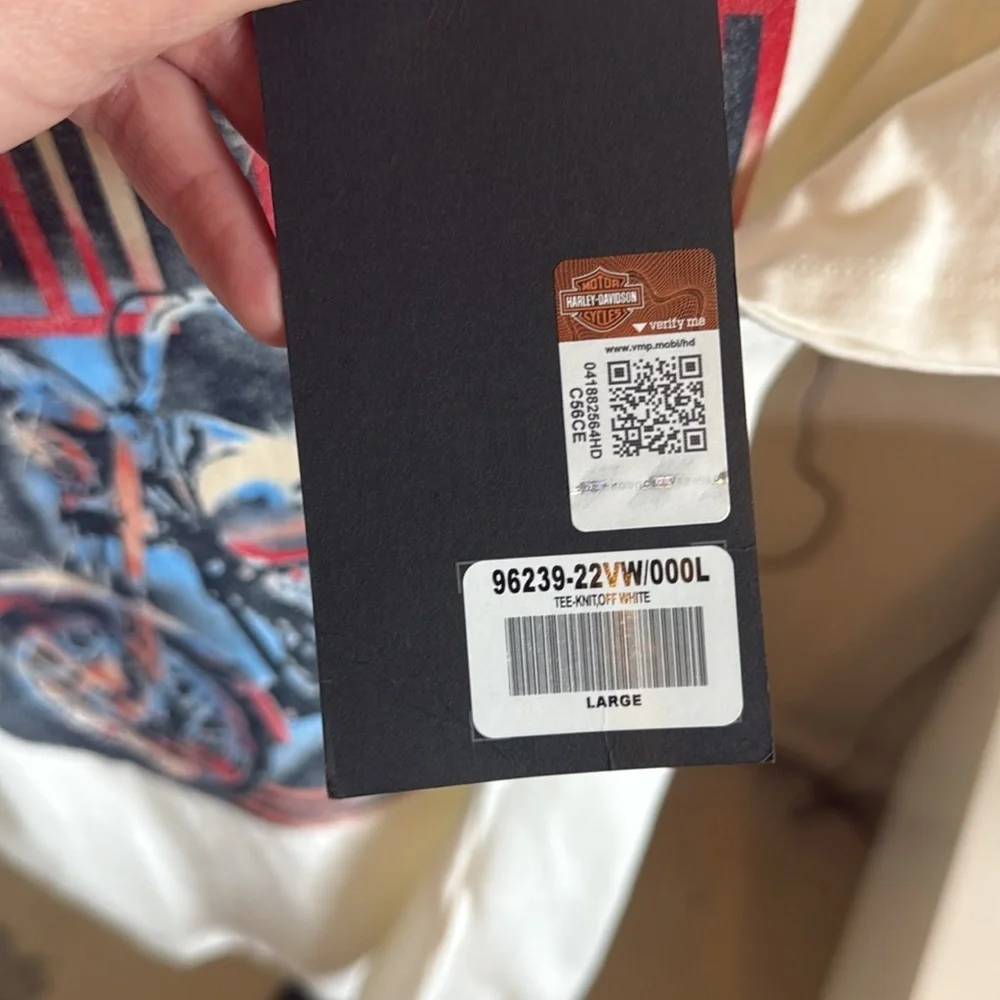 MOTOR
HARLEY-DAVIDSON
CYCLES
verify me
www.vmp.mobi/hd
041882564HD
C56CE
96239-22VW/000L
TEE-KNIT,OFF WHITE
LARGE